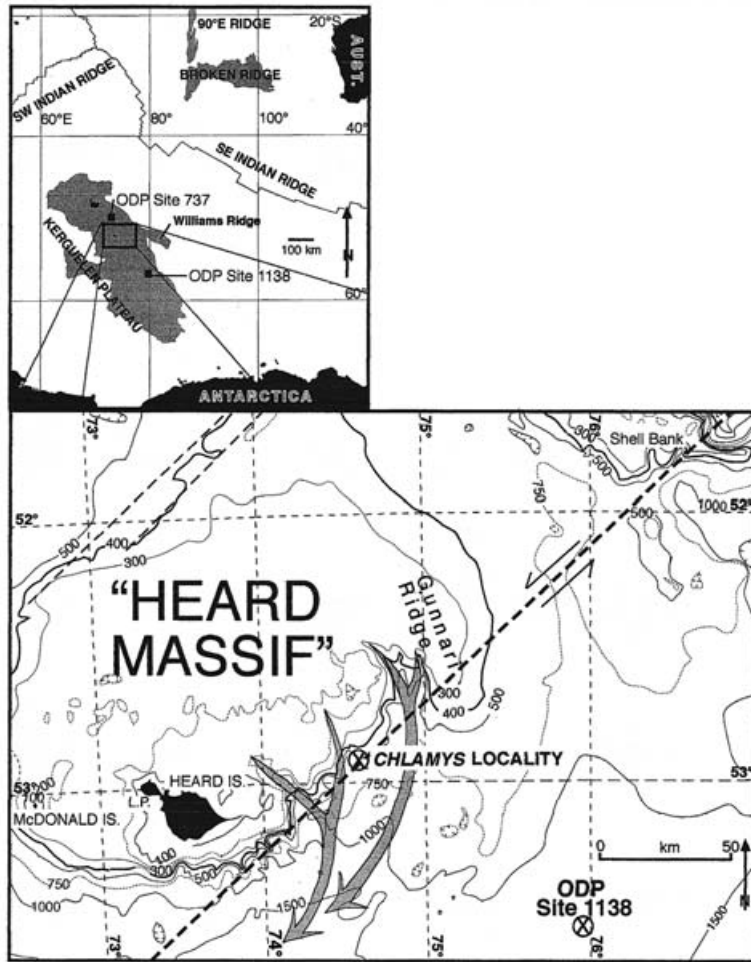 90°E RIDGE
20°S
BROKEN RIDGE
AUST.
SW INDIAN RIDGE
60°E
80°
100°
40°
SE INDIAN RIDGE
ODP Site 737
Williams Ridge
KERGUELEN PLATEAU
100 km
N
ODP Site 1138
60°
ANTARCTICA
73°
75°
76°
300
500
Shell Bank
750
1000
52°
500
400
300
500
52°
"HEARD
MASSIF"
Gunnari
Ridge
300
400
500
CHLAMYS LOCALITY
53°
100
HEARD IS.
L.P.
McDONALD IS.
750
53°
1000
100
300
500
750
1000
1500
0 km 50
N
ODP
Site 1138
1500
73°
74°
75°
76°